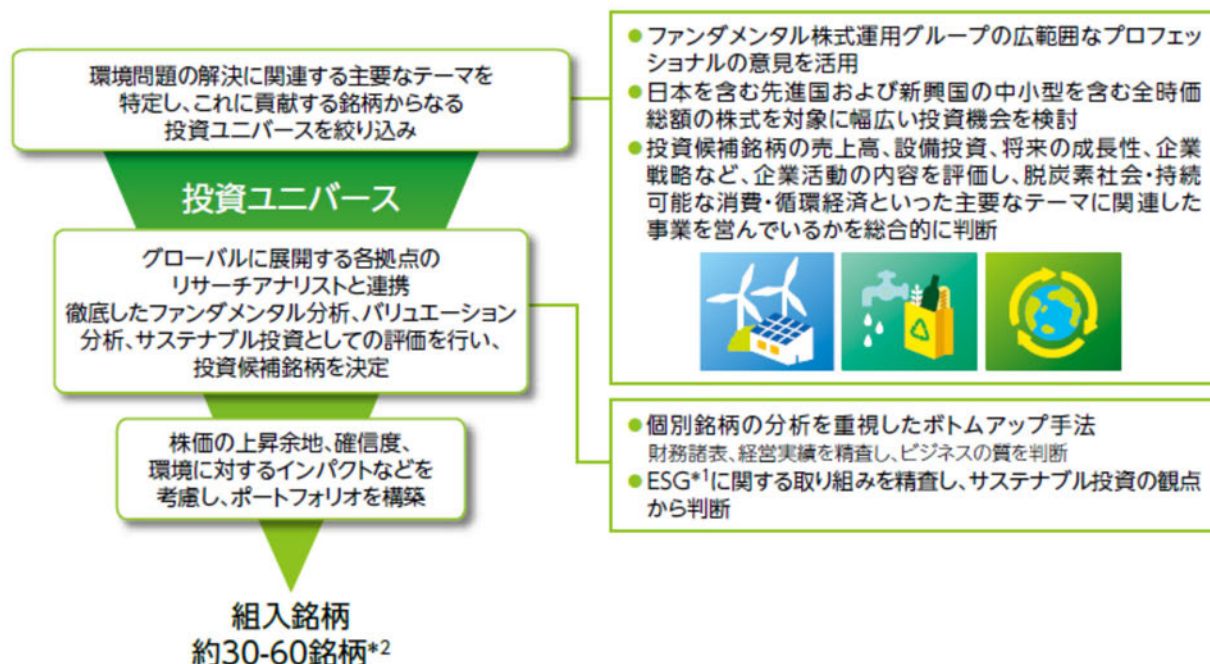 環境問題の解決に関連する主要なテーマを
特定し、これに貢献する銘柄からなる
投資ユニバースを絞り込み
投資ユニバース
グローバルに展開する各拠点の
リサーチアナリストと連携
徹底したファンダメンタル分析、バリュエーション
分析、サステナブル投資としての評価を行い、
投資候補銘柄を決定
株価の上昇余地、確信度、
環境に対するインパクトなどを
考慮し、ポートフォリオを構築
組入銘柄
約30-60銘柄*2
●ファンダメンタル株式運用グループの広範囲なプロフェッ
ショナルの意見を活用
●日本を含む先進国および新興国の中小型を含む全時価
総額の株式を対象に幅広い投資機会を検討
●投資候補銘柄の売上高、設備投資、将来の成長性、企業
戦略など、企業活動の内容を評価し、脱炭素社会・持続
可能な消費・循環経済といった主要なテーマに関連した
事業を営んでいるかを総合的に判断
●個別銘柄の分析を重視したボトムアップ手法
財務諸表、経営実績を精査し、ビジネスの質を判断
●ESG*1に関する取り組みを精査し、サステナブル投資の観点
から判断